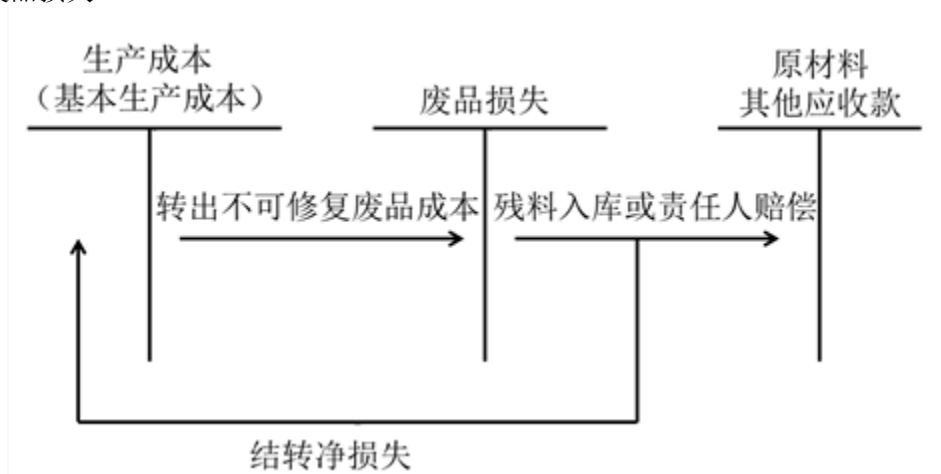 生产成本
（基本生产成本）
废品损失
原材料
其他应收款
转出不可修复废品成本
残料入库或责任人赔偿
结转净损失